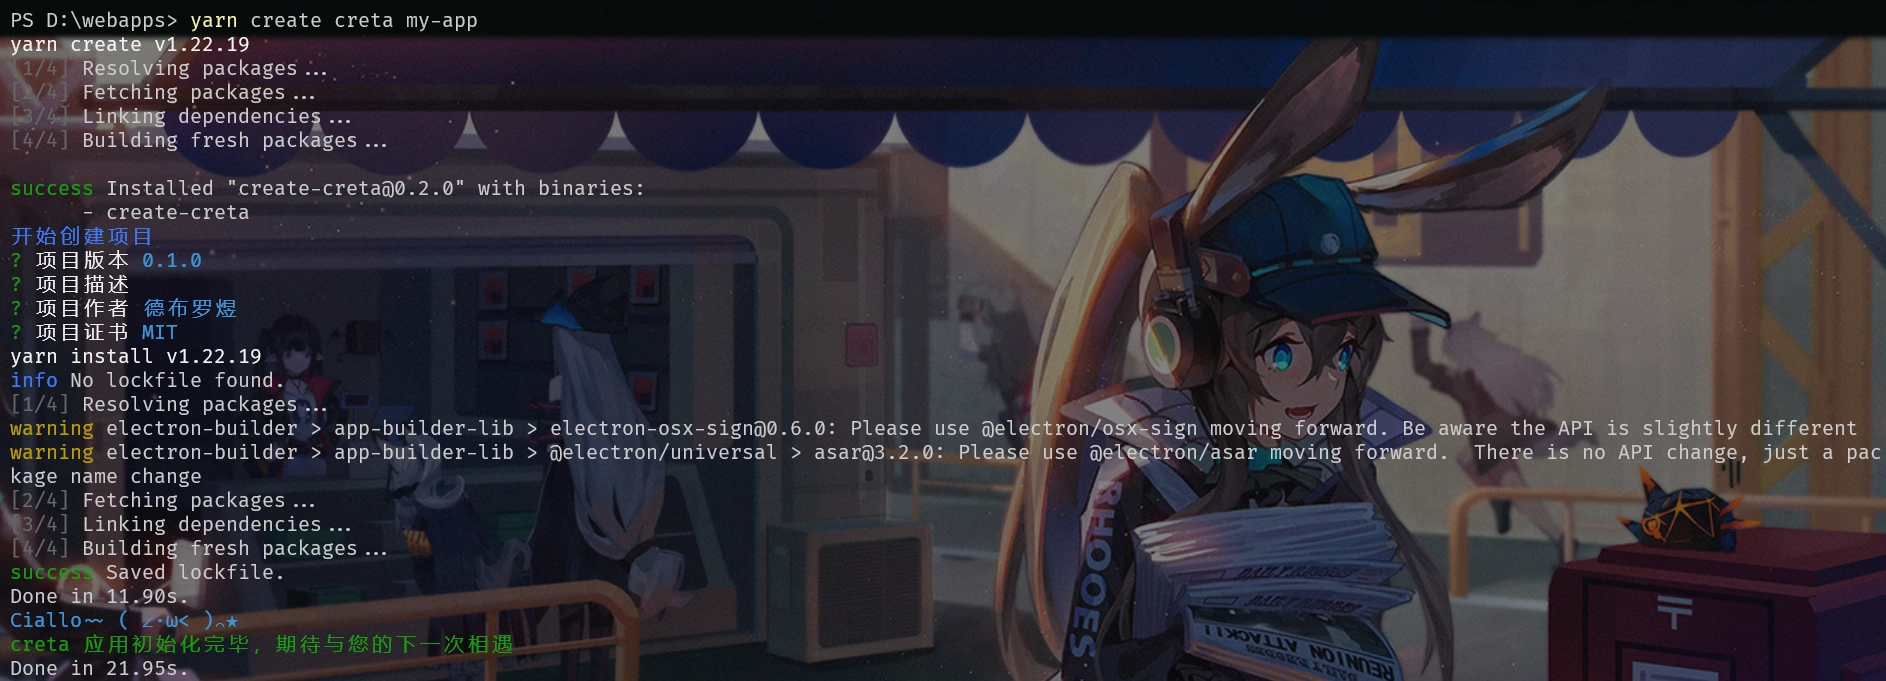 PS D:\webapps> yarn create creta my-app
yarn create v1.22.19
[1/4] Resolving packages...
[2/4] Fetching packages...
[3/4] Linking dependencies...
[4/4] Building fresh packages...
success Installed "create-creta@0.2.0" with binaries:
- create-creta
开始创建项目
? 项目版本 0.1.0
? 项目描述
? 项目作者 德布罗煜
? 项目证书 MIT
yarn install v1.22.19
info No lockfile found.
[1/4] Resolving packages...
warning electron-builder > app-builder-lib > electron-osx-sign@0.6.0: Please use @electron/osx-sign moving forward. Be aware the API is slightly different
warning electron-builder > app-builder-lib > @electron/universal > asar@3.2.0: Please use @electron/asar moving forward.  There is no API change, just a pac
kage name change
[2/4] Fetching packages...
[3/4] Linking dependencies...
[4/4] Building fresh packages...
success Saved lockfile.
Done in 11.90s.
Ciallo~~ ( ∠·ω< )⌒★
creta 应用初始化完毕，期待与您的下一次相遇
Done in 21.95s.
RHODES
REUNION ATTACK!